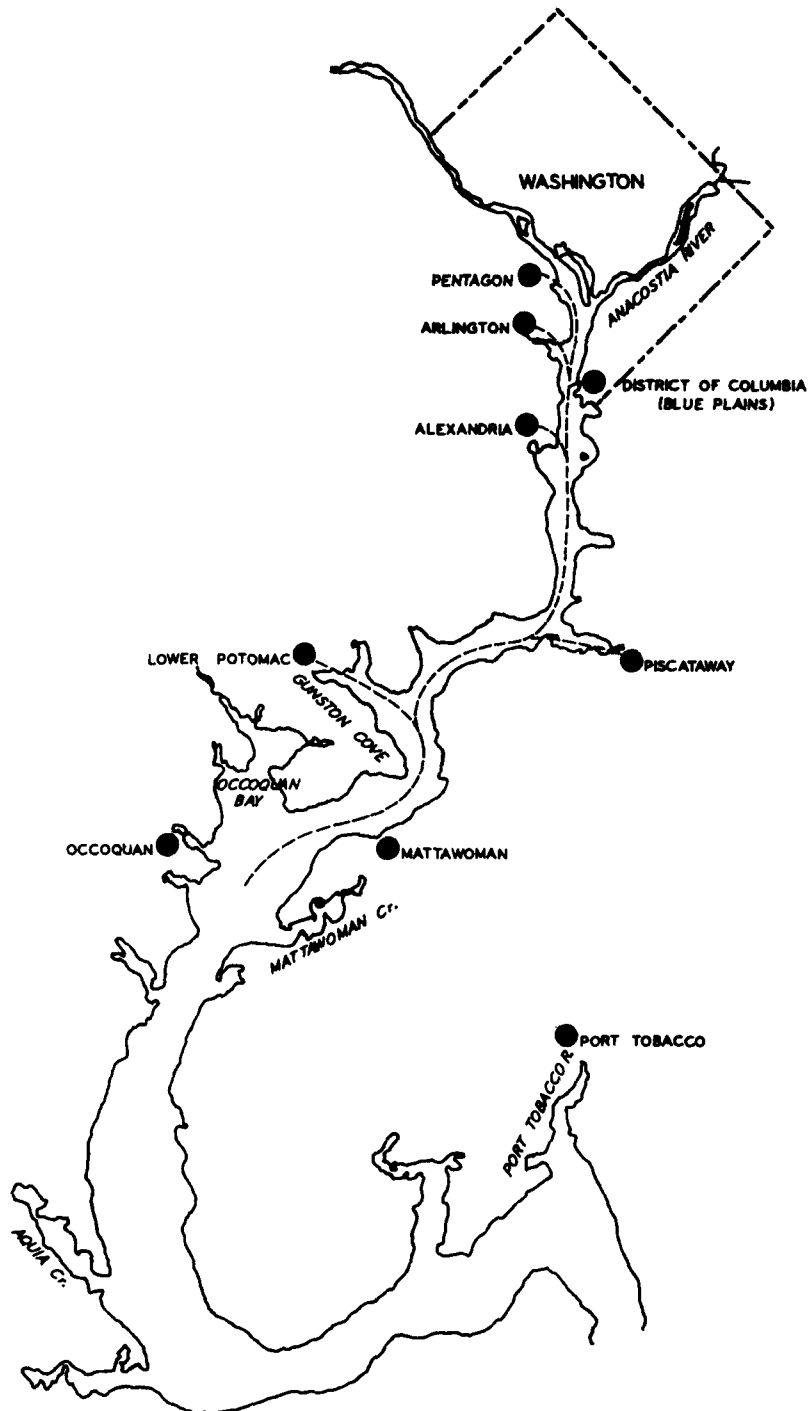 WASHINGTON
ANACOSTIA RIVER
PENTAGON
ARLINGTON
DISTRICT OF COLUMBIA
(BLUE PLAINS)
ALEXANDRIA
LOWER POTOMAC
PISCATAWAY
GUNSTON COVE
OCCOQUAN
BAY
OCCOQUAN
MATTAWOMAN
MATTAWOMAN Cr.
PORT TOBACCO
PORT TOBACCO R.
AQUIA Cr.